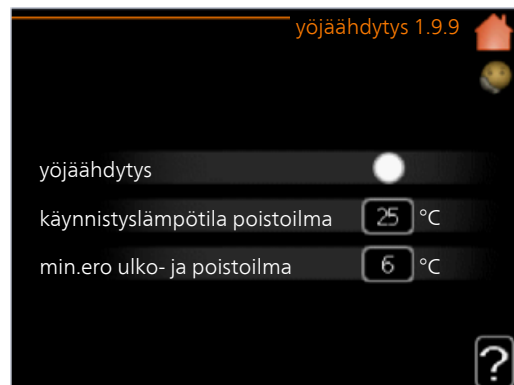 yöjäähdytys 1.9.9
yöjäähdytys
käynnistyslämpötila poistoilma 25 °C
min.ero ulko- ja poistoilma 6 °C
?